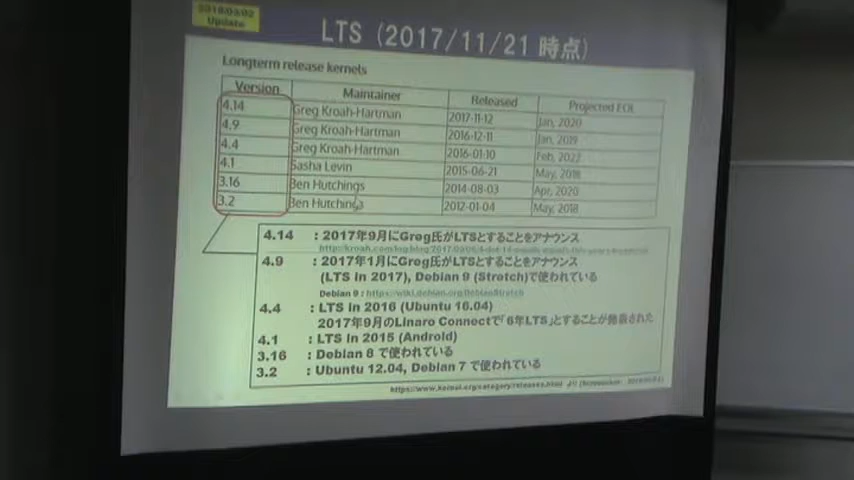 2018/03/02
Update
LTS (2017/11/21 時点)
Longterm release kernels
Version Maintainer Released Projected EOL
4.14 Greg Kroah-Hartman 2017-11-12 Jan, 2020
4.9 Greg Kroah-Hartman 2016-12-11 Jan, 2019
4.4 Greg Kroah-Hartman 2016-01-10 Feb, 2022
4.1 Sasha Levin 2015-06-21 May, 2018
3.16 Ben Hutchings 2014-08-03 Apr, 2020
3.2 Ben Hutchings 2012-01-04 May, 2018
4.14 : 2017年9月にGreg氏がLTSとすることをアナウンス
4.9 : 2017年1月にGreg氏がLTSとすることをアナウンス
(LTS in 2017), Debian 9 (Stretch)で使われている
Debian 9 : https://wiki.debian.org/DebianStretch
4.4 : LTS in 2016 (Ubuntu 16.04)
2017年9月のLinaro Connectで「6年LTS」とすることが発表された
4.1 : LTS in 2015 (Android)
3.16 : Debian 8 で使われている
3.2 : Ubuntu 12.04, Debian 7 で使われている
https://www.kernel.org/category/releases.html より